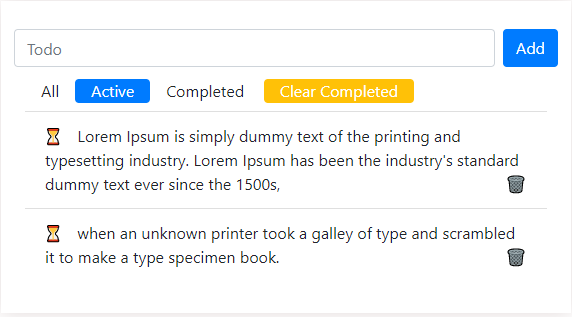 Todo Add
All Active Completed Clear Completed
Lorem Ipsum is simply dummy text of the printing and
typesetting industry. Lorem Ipsum has been the industry's standard
dummy text ever since the 1500s,
when an unknown printer took a galley of type and scrambled
it to make a type specimen book.